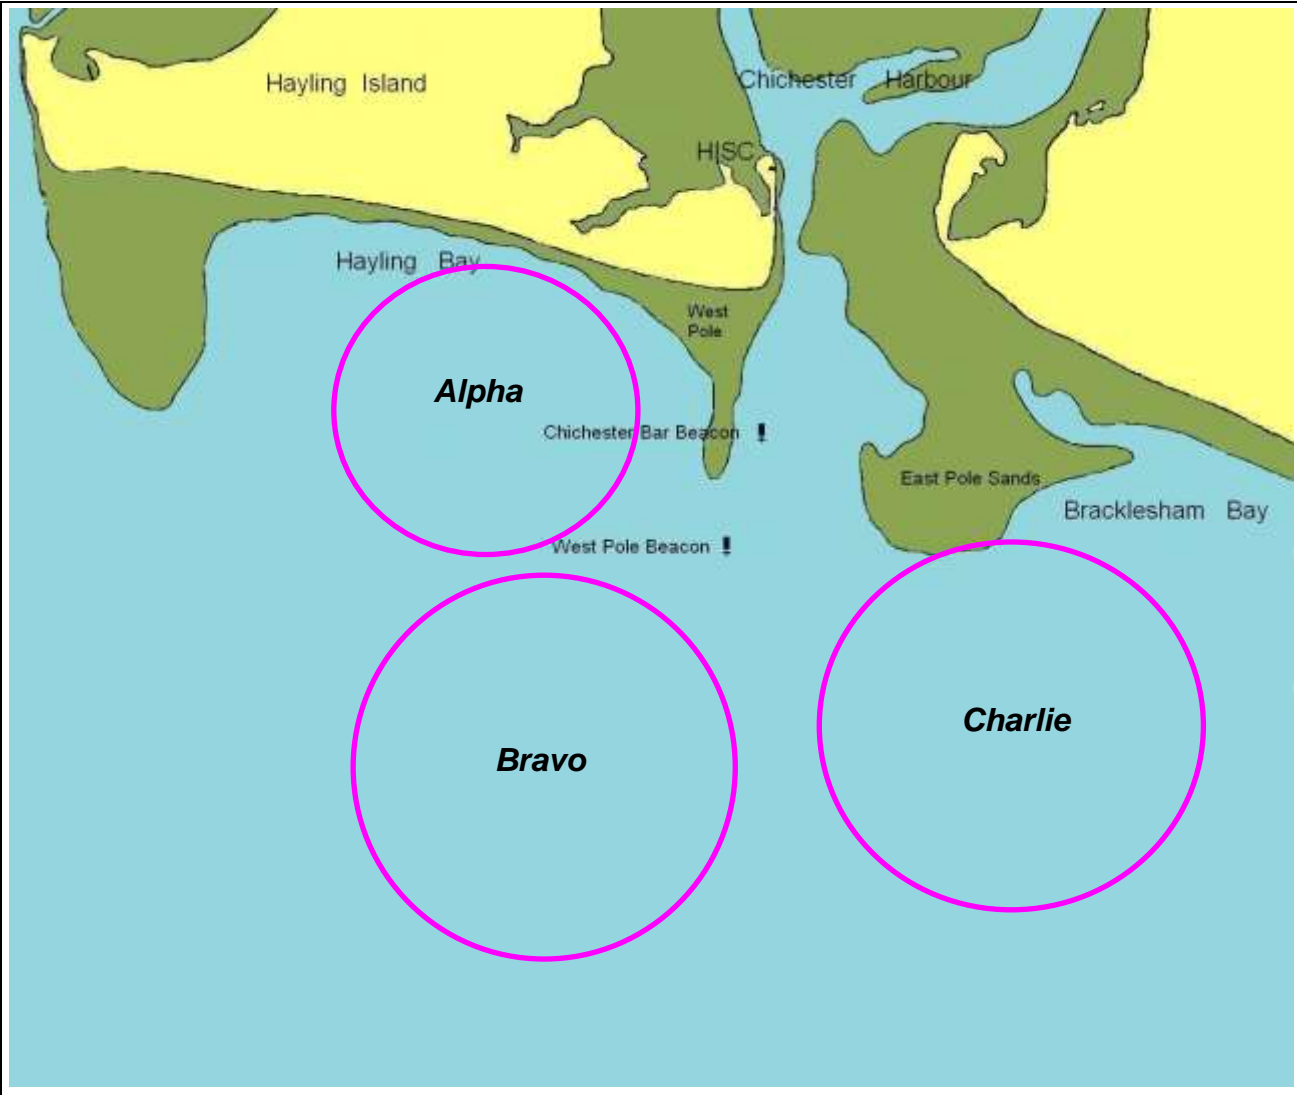 Hayling Island
Chichester Harbour
HISC
Hayling Bay
West
Pole
Alpha
Chichester Bar Beacon
East Pole Sands
Bracklesham Bay
West Pole Beacon
Charlie
Bravo